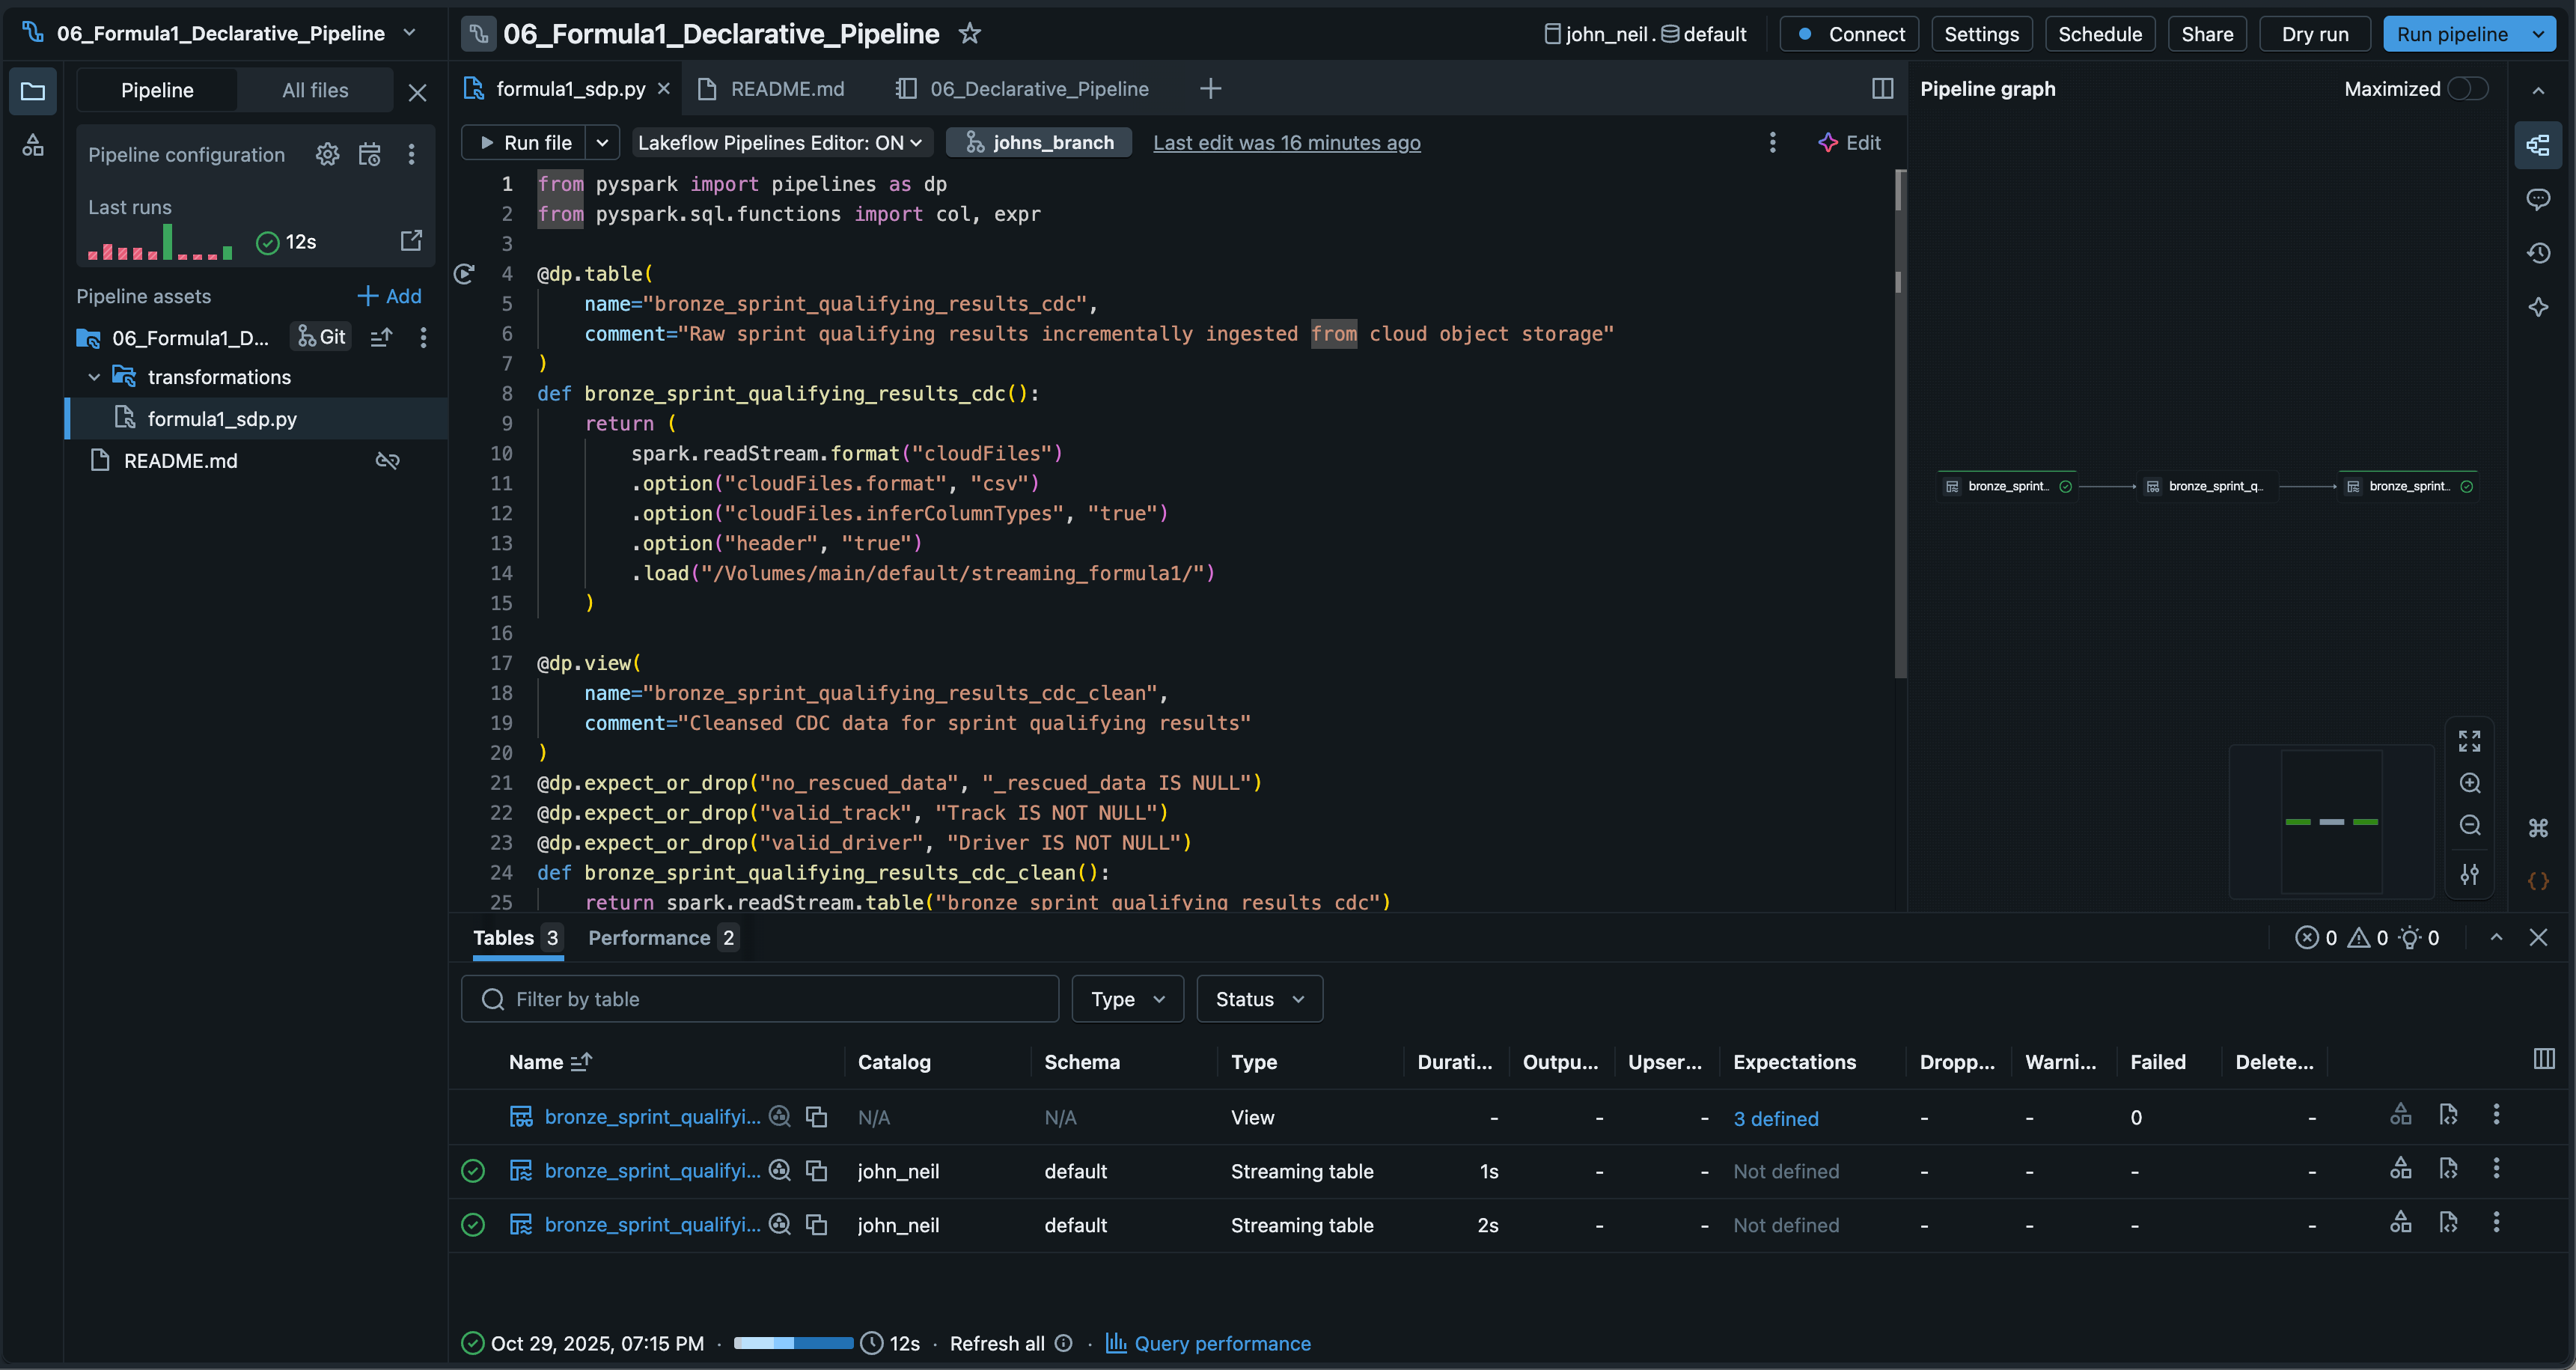 06_Formula1_Declarative_Pipeline
06_Formula1_Declarative_Pipeline
john_neil . default
Connect
Settings
Schedule
Share
Dry run
Run pipeline
Pipeline
All files
formula1_sdp.py
README.md
06_Declarative_Pipeline
Pipeline graph
Maximized
Pipeline configuration
Last runs
12s
Pipeline assets
Add
06_Formula1_D...
Git
transformations
formula1_sdp.py
README.md
Run file
Lakeflow Pipelines Editor: ON
johns_branch
Last edit was 16 minutes ago
Edit
1 from pyspark import pipelines as dp
2 from pyspark.sql.functions import col, expr
3
4 @dp.table(
5 name="bronze_sprint_qualifying_results_cdc",
6 comment="Raw sprint qualifying results incrementally ingested from cloud object storage"
7 )
8 def bronze_sprint_qualifying_results_cdc():
9 return (
10 spark.readStream.format("cloudFiles")
11 .option("cloudFiles.format", "csv")
12 .option("cloudFiles.inferColumnTypes", "true")
13 .option("header", "true")
14 .load("/Volumes/main/default/streaming_formula1/")
15 )
16
17 @dp.view(
18 name="bronze_sprint_qualifying_results_cdc_clean",
19 comment="Cleansed CDC data for sprint qualifying results"
20 )
21 @dp.expect_or_drop("no_rescued_data", "_rescued_data IS NULL")
22 @dp.expect_or_drop("valid_track", "Track IS NOT NULL")
23 @dp.expect_or_drop("valid_driver", "Driver IS NOT NULL")
24 def bronze_sprint_qualifying_results_cdc_clean():
25 return spark.readStream.table("bronze_sprint_qualifying_results_cdc")
bronze_sprint...
bronze_sprint_q...
bronze_sprint...
Tables 3
Performance 2
0 0 0
Filter by table
Type
Status
Name Catalog Schema Type Durati... Outpu... Upser... Expectations Dropp... Warni... Failed Delete...
bronze_sprint_qualifyi... N/A N/A View - - - 3 defined - - 0 -
bronze_sprint_qualifyi... john_neil default Streaming table 1s - - Not defined - - - -
bronze_sprint_qualifyi... john_neil default Streaming table 2s - - Not defined - - - -
Oct 29, 2025, 07:15 PM · 12s · Refresh all · Query performance